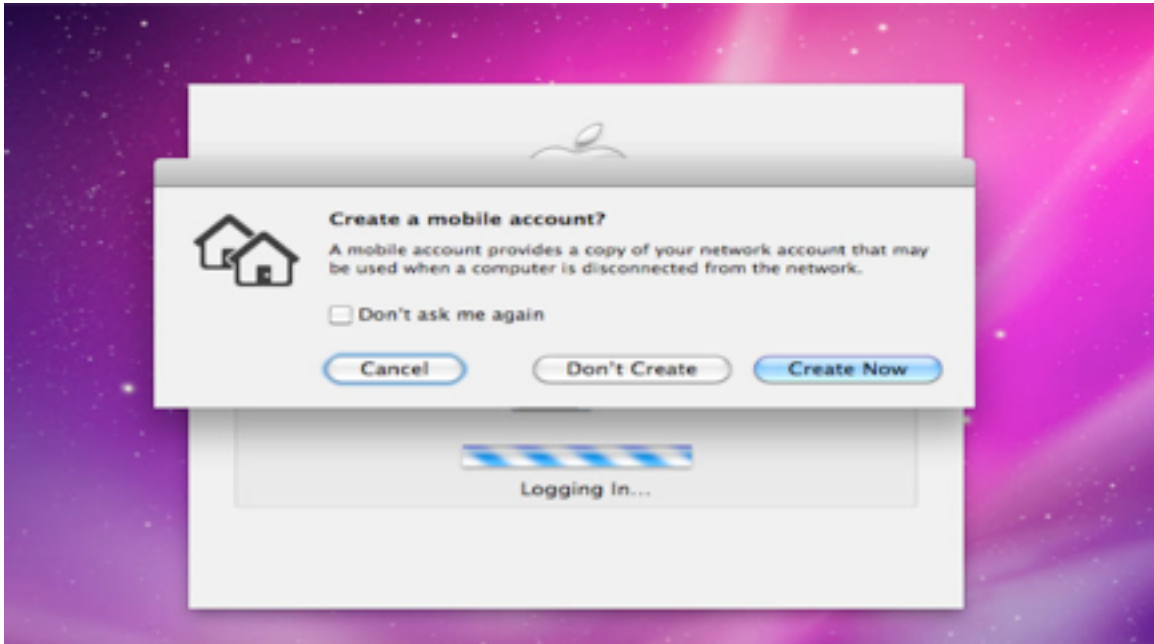 Create a mobile account?
A mobile account provides a copy of your network account that may
be used when a computer is disconnected from the network.
Don't ask me again
Cancel
Don't Create
Create Now
Logging In...